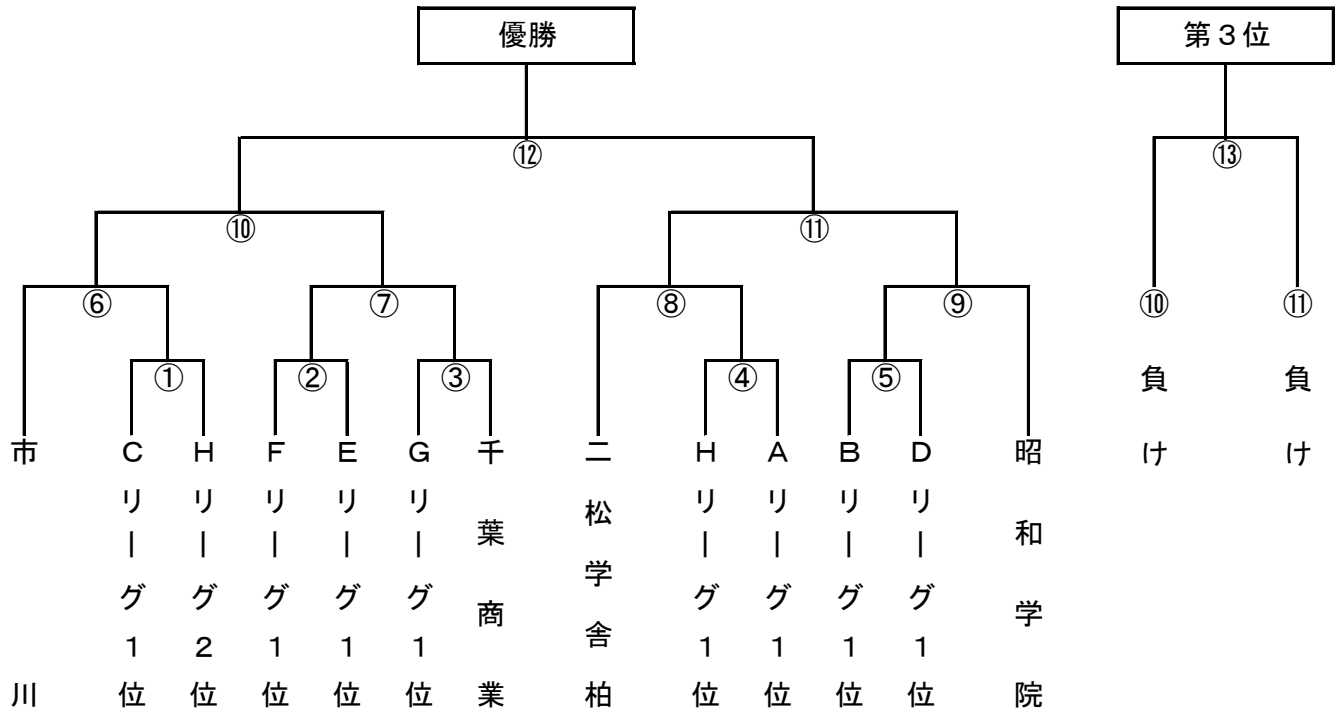 優勝
第３位
⑫
⑬
⑩
⑪
⑥
⑦
⑧
⑨
⑩負け
⑪負け
①
②
③
④
⑤
市川
Ｃリーグ１位
Ｈリーグ２位
Ｆリーグ１位
Ｅリーグ１位
Ｇリーグ１位
千葉商業
二松学舎柏
Ｈリーグ１位
Ａリーグ１位
Ｂリーグ１位
Ｄリーグ１位
昭和学院